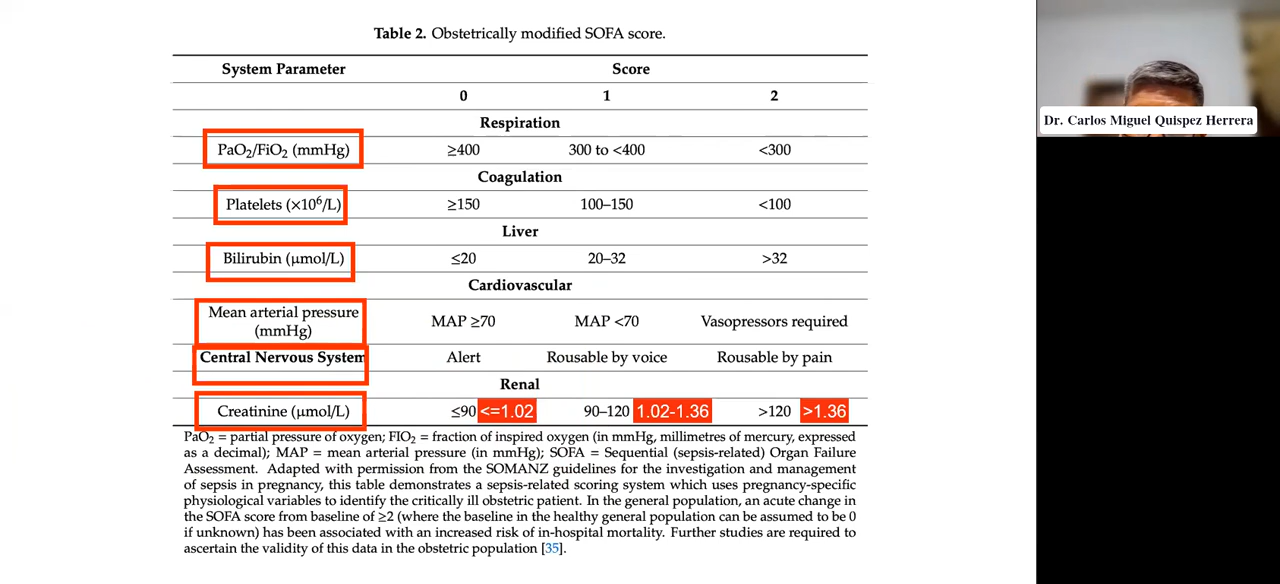 Table 2. Obstetrically modified SOFA score.
System Parameter Score
0 1 2
Respiration
PaO₂/FiO₂ (mmHg) ≥400 300 to <400 <300
Coagulation
Platelets (×10⁶/L) ≥150 100–150 <100
Liver
Bilirubin (μmol/L) ≤20 20–32 >32
Cardiovascular
Mean arterial pressure
(mmHg) MAP ≥70 MAP <70 Vasopressors required
Central Nervous System Alert Rousable by voice Rousable by pain
Renal
Creatinine (μmol/L) ≤90 <=1.02 90–120 1.02-1.36 >120 >1.36
PaO₂ = partial pressure of oxygen; FIO₂ = fraction of inspired oxygen (in mmHg, millimetres of mercury, expressed
as a decimal); MAP = mean arterial pressure (in mmHg); SOFA = Sequential (sepsis-related) Organ Failure
Assessment. Adapted with permission from the SOMANZ guidelines for the investigation and management
of sepsis in pregnancy, this table demonstrates a sepsis-related scoring system which uses pregnancy-specific
physiological variables to identify the critically ill obstetric patient. In the general population, an acute change in
the SOFA score from baseline of ≥2 (where the baseline in the healthy general population can be assumed to be 0
if unknown) has been associated with an increased risk of in-hospital mortality. Further studies are required to
ascertain the validity of this data in the obstetric population [35].
Dr. Carlos Miguel Quispez Herrera